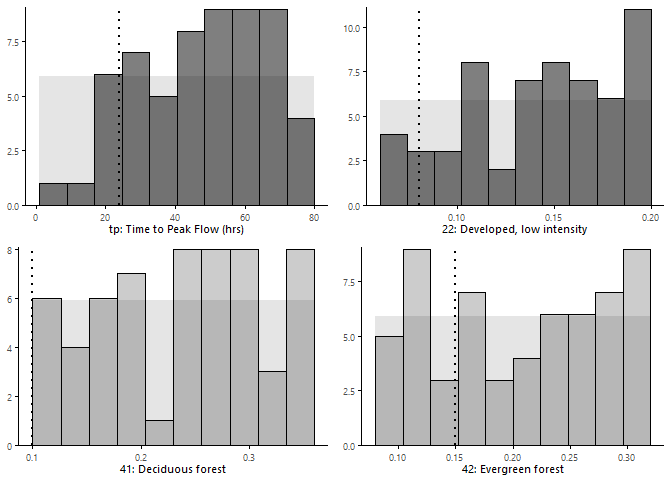 7.5
5.0
2.5
0.0
0 20 40 60 80
tp: Time to Peak Flow (hrs)
10.0
7.5
5.0
2.5
0.0
0.10 0.15 0.20
22: Developed, low intensity
8
6
4
2
0
0.1 0.2 0.3
41: Deciduous forest
7.5
5.0
2.5
0.0
0.10 0.15 0.20 0.25 0.30
42: Evergreen forest